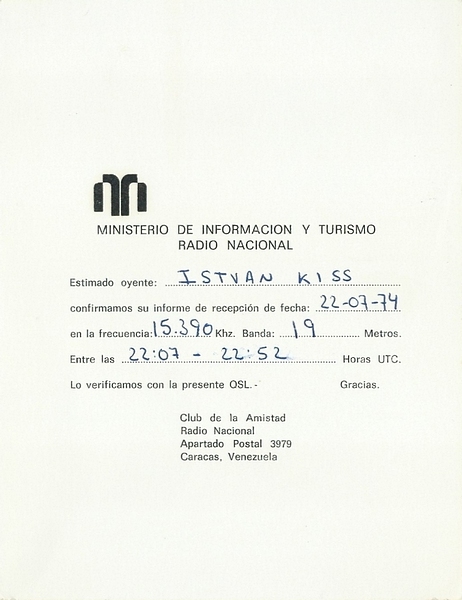 MINISTERIO DE INFORMACION Y TURISMO
RADIO NACIONAL
Estimado oyente: ISTVAN KISS
confirmamos su informe de recepción de fecha: 22-07-74
en la frecuencia: 15.390 Khz. Banda: 19 Metros.
Entre las 22:07 - 22:52 Horas UTC.
Lo verificamos con la presente QSL.- Gracias.
Club de la Amistad
Radio Nacional
Apartado Postal 3979
Caracas, Venezuela